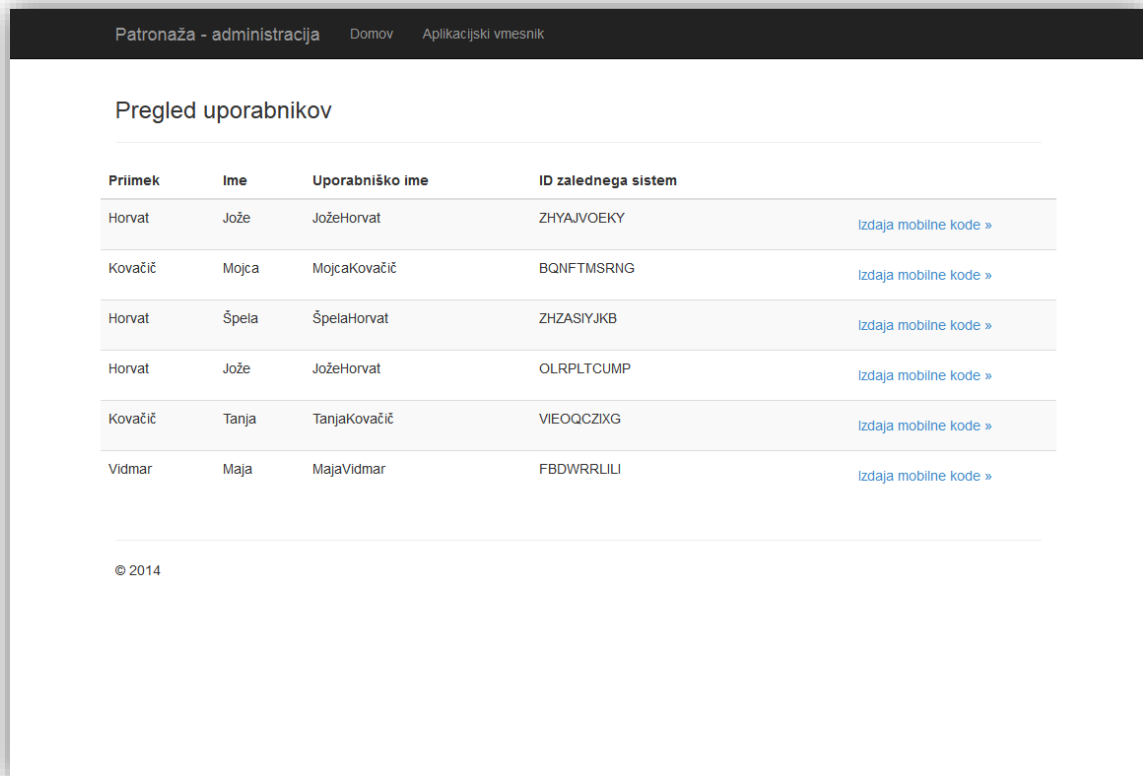 Patronaža - administracija Domov Aplikacijski vmesnik
Pregled uporabnikov
Priimek Ime Uporabniško ime ID zalednega sistem
Horvat Jože JožeHorvat ZHYAJVOEKY Izdaja mobilne kode »
Kovačič Mojca MojcaKovačič BQNFTMSRNG Izdaja mobilne kode »
Horvat Špela ŠpelaHorvat ZHZASIYJKB Izdaja mobilne kode »
Horvat Jože JožeHorvat OLRPLTCUMP Izdaja mobilne kode »
Kovačič Tanja TanjaKovačič VIEOQCZIXG Izdaja mobilne kode »
Vidmar Maja MajaVidmar FBDWRRLILI Izdaja mobilne kode »
© 2014